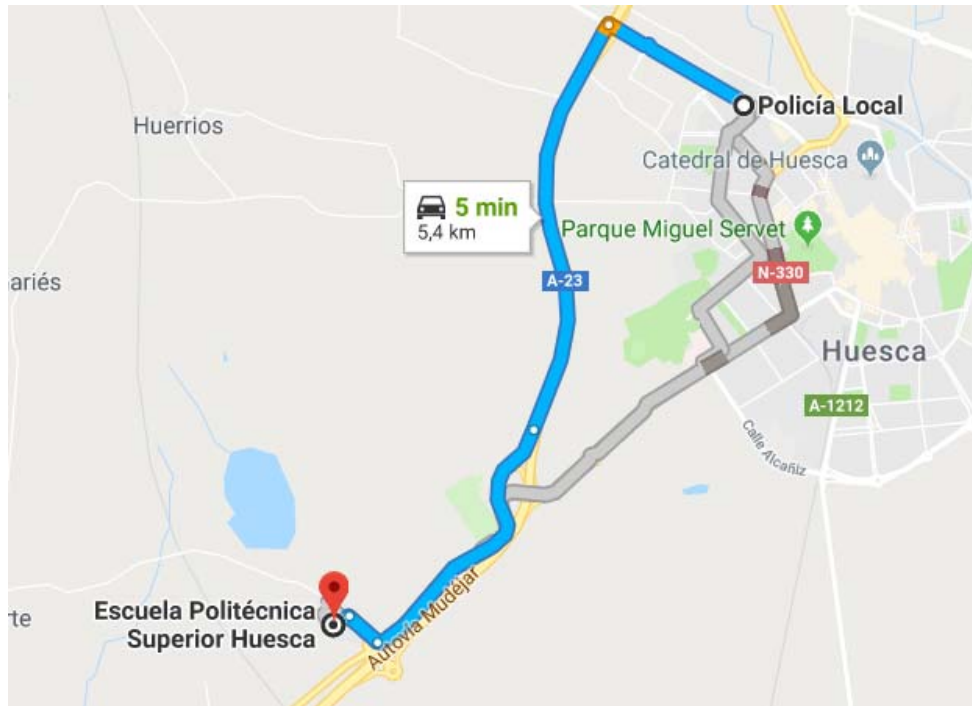 Policía Local
Huerrios
Catedral de Huesca
5 min
5,4 km
Parque Miguel Servet
A-23
N-330
ariés
Huesca
A-1212
Calle Alcañiz
Autovía Mudéjar
Escuela Politécnica
Superior Huesca
rte